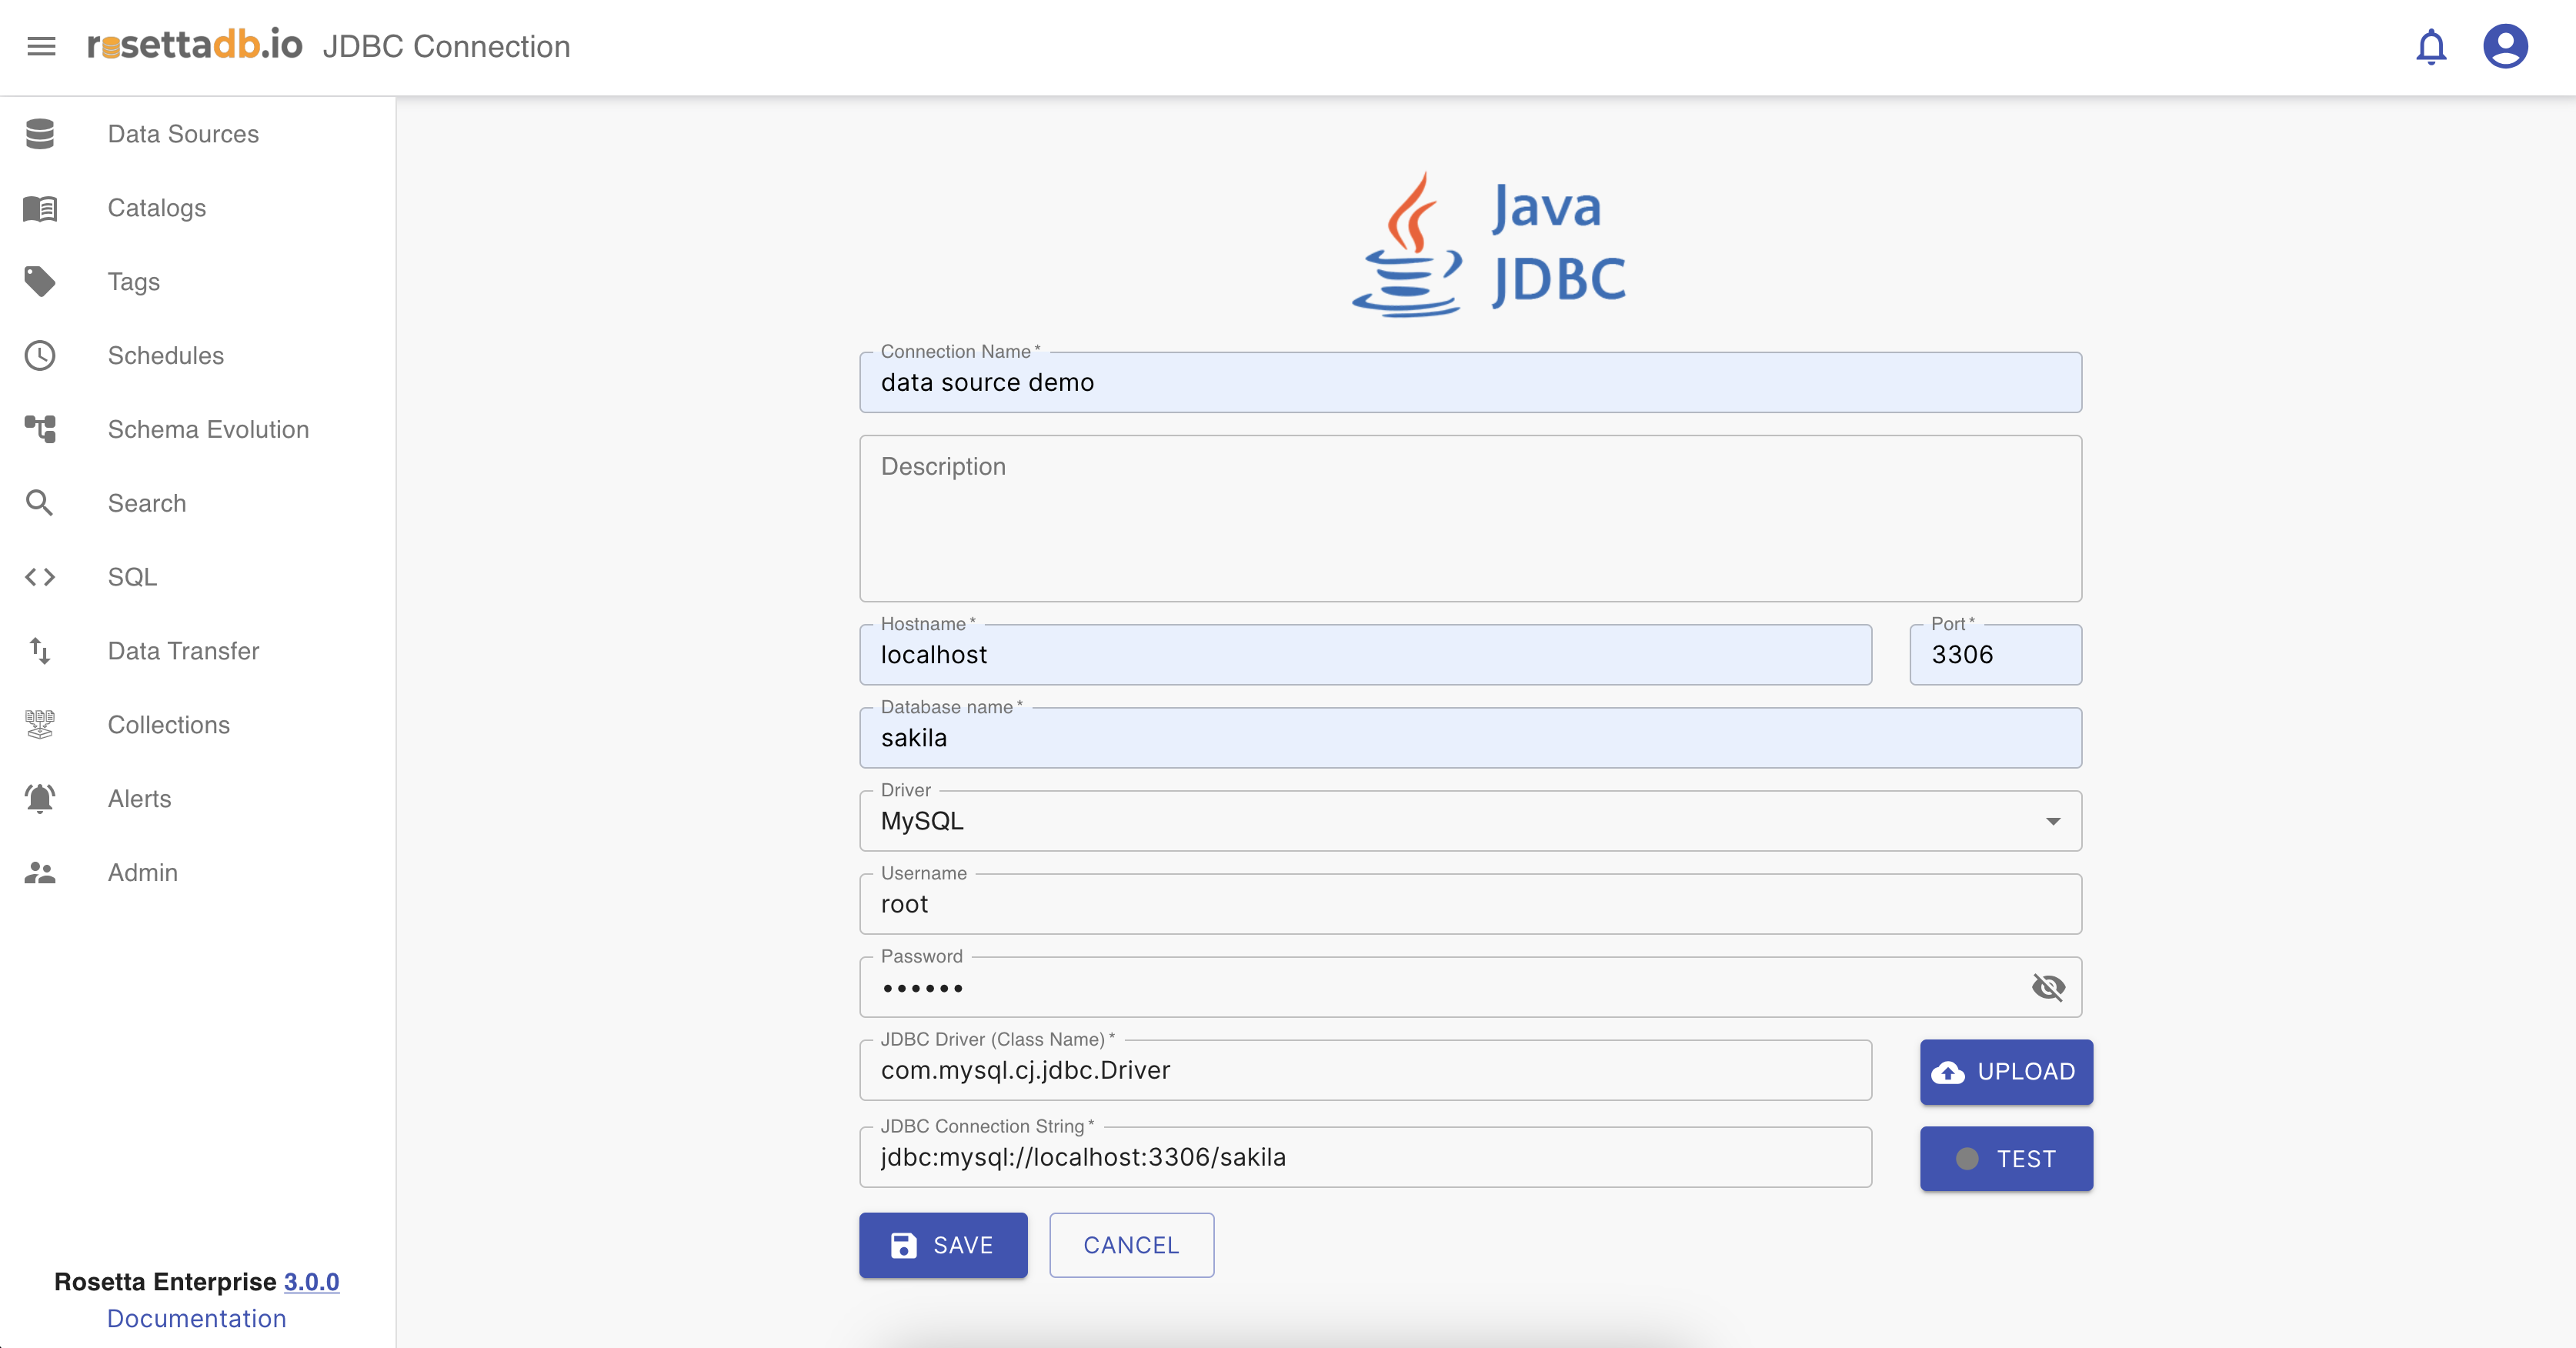 rosettadb.io JDBC Connection
Data Sources
Catalogs
Tags
Schedules
Schema Evolution
Search
SQL
Data Transfer
Collections
Alerts
Admin
Rosetta Enterprise 3.0.0
Documentation
Java
JDBC
Connection Name *
data source demo
Description
Hostname *
localhost
Port *
3306
Database name *
sakila
Driver
MySQL
Username
root
Password
••••••
JDBC Driver (Class Name) *
com.mysql.cj.jdbc.Driver
UPLOAD
JDBC Connection String *
jdbc:mysql://localhost:3306/sakila
TEST
SAVE
CANCEL